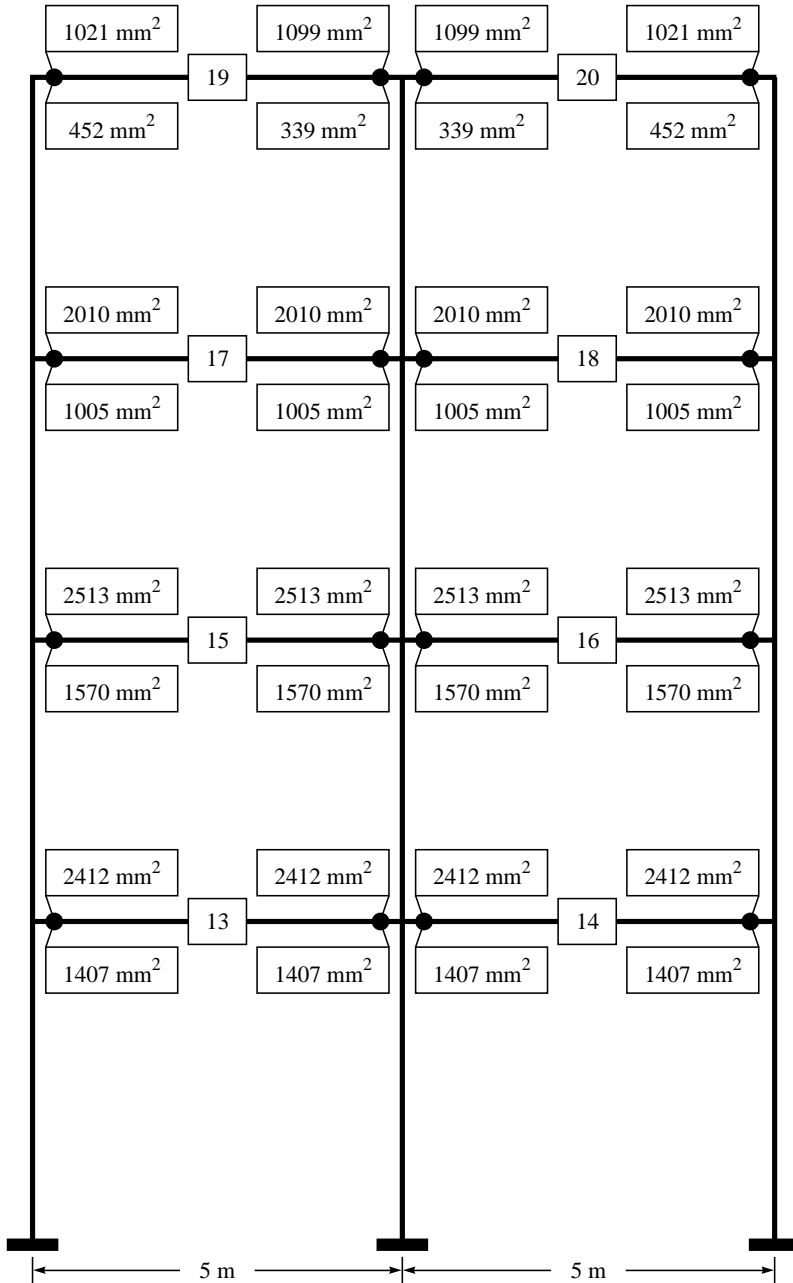 1021 mm² 1099 mm² 1099 mm² 1021 mm²
19 20
452 mm² 339 mm² 339 mm² 452 mm²
2010 mm² 2010 mm² 2010 mm² 2010 mm²
17 18
1005 mm² 1005 mm² 1005 mm² 1005 mm²
2513 mm² 2513 mm² 2513 mm² 2513 mm²
15 16
1570 mm² 1570 mm² 1570 mm² 1570 mm²
2412 mm² 2412 mm² 2412 mm² 2412 mm²
13 14
1407 mm² 1407 mm² 1407 mm² 1407 mm²
5 m 5 m